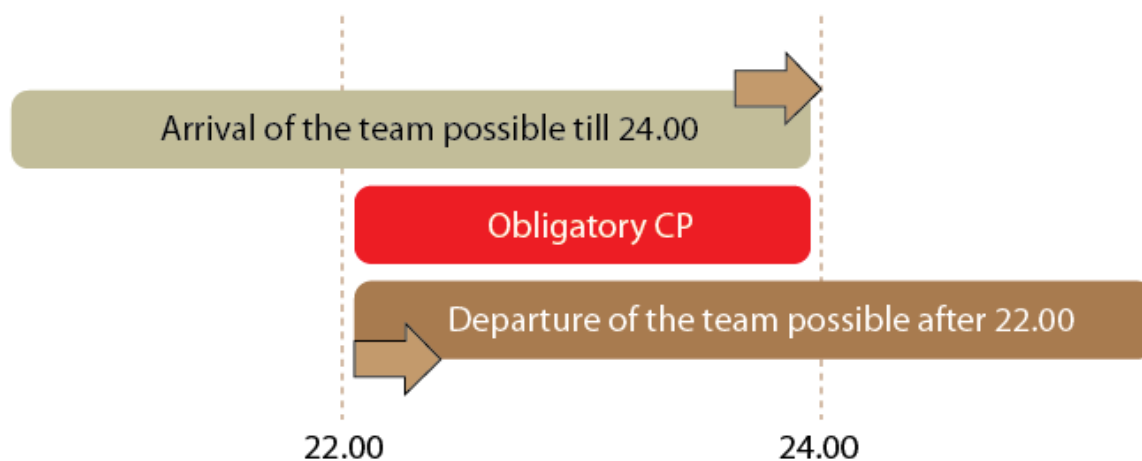 Arrival of the team possible till 24.00
Obligatory CP
Departure of the team possible after 22.00
22.00
24.00